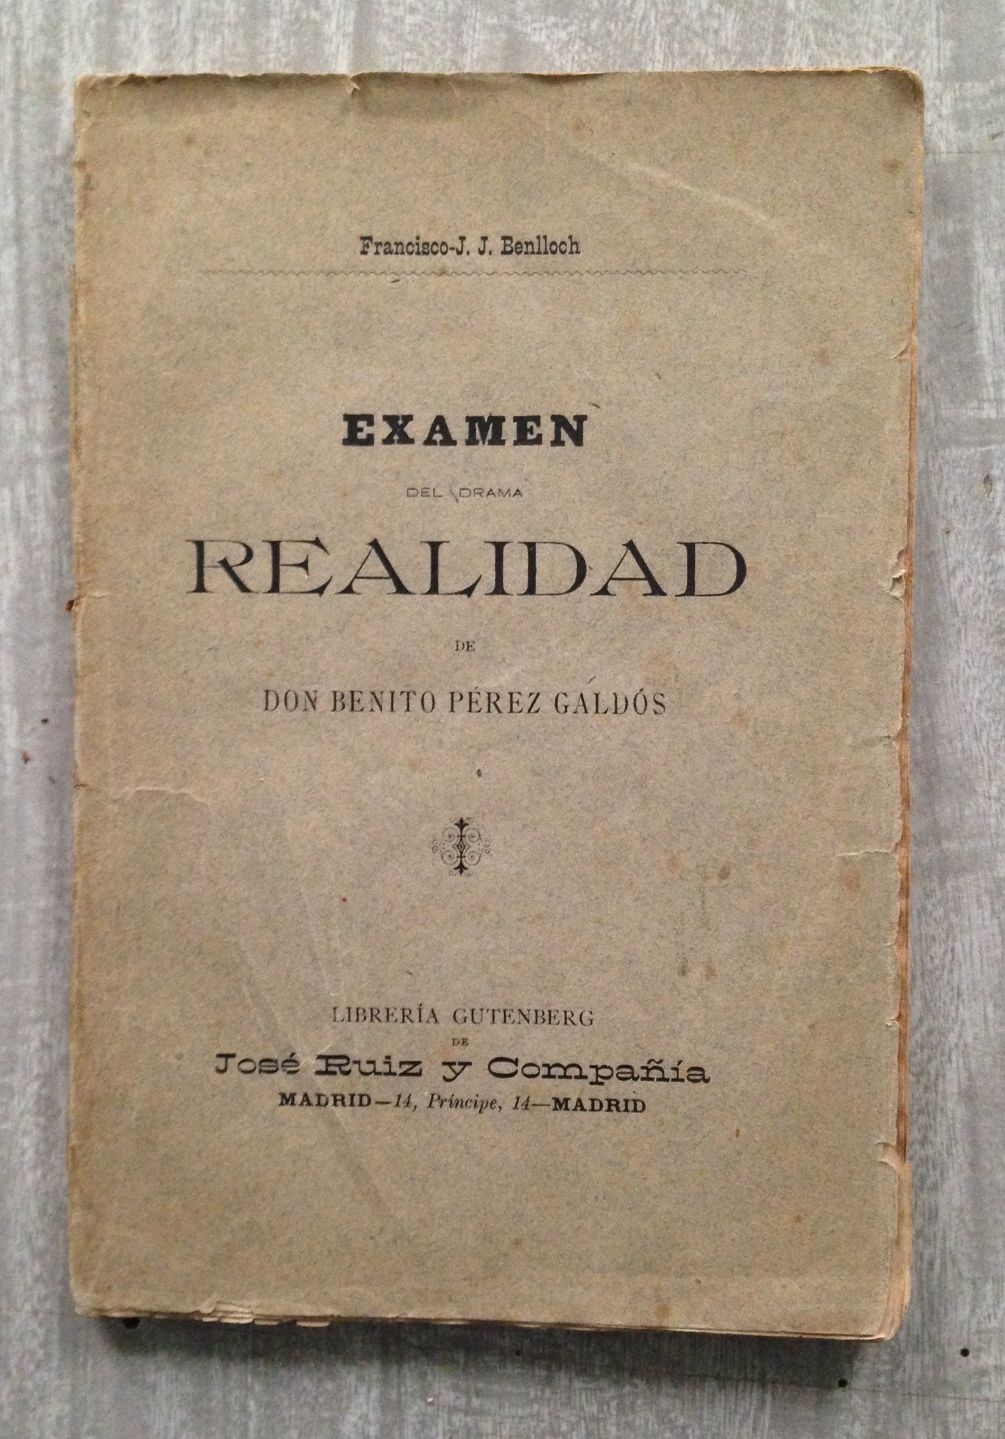 Francisco-J. J. Benlloch
EXAMEN
DEL DRAMA
REALIDAD
DE
DON BENITO PÉREZ GALDÓS
LIBRERÍA GUTENBERG
DE
José Ruiz y Compañía
MADRID—14, Príncipe, 14—MADRID